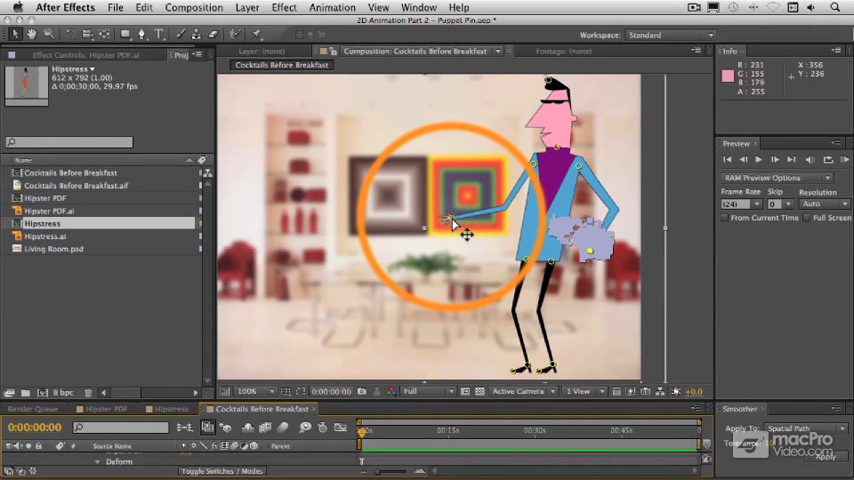 After Effects File Edit Composition Layer Effect Animation View Window Help
2D Animation Part 2 – Puppet Pin.aep *
Workspace: Standard
Effect Controls: Hipster PDF.ai
Proj
Layer: (none)
Composition: Cocktails Before Breakfast
Footage: (none)
Info
Cocktails Before Breakfast
Hipstress
612 x 792 (1.00)
Δ 0;00;30;00, 29.97 fps
R: 231
G: 155
B: 179
A: 255
X: 356
Y: 236
Preview
Name
Cocktails Before Breakfast
Cocktails Before Breakfast.aif
Hipster PDF
Hipster PDF.ai
Hipstress
Hipstress.ai
Living Room.psd
RAM Preview Options
Frame Rate Skip Resolution
(24) 0 Auto
From Current Time Full Screen
8 bpc
100% 0:00:00:00 Full Active Camera 1 View +0.0
Render Queue Hipster PDF Hipstress Cocktails Before Breakfast
0:00:00:00
00:15s 00:30s 00:45s
# Source Name Parent
Deform
Toggle Switches / Modes
Smoother
Apply To: Spatial Path
Tolerance:
Apply
macPro
Video.com